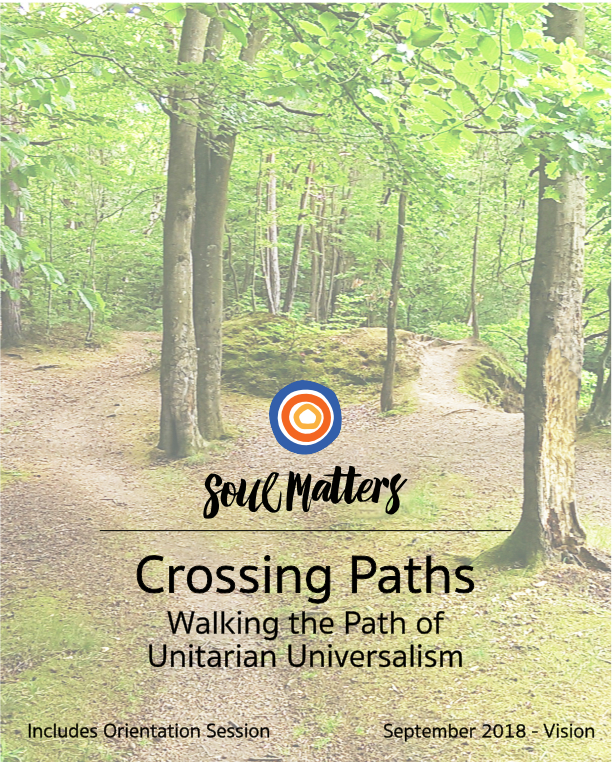 Soul Matters
Crossing Paths
Walking the Path of
Unitarian Universalism
Includes Orientation Session
September 2018 - Vision